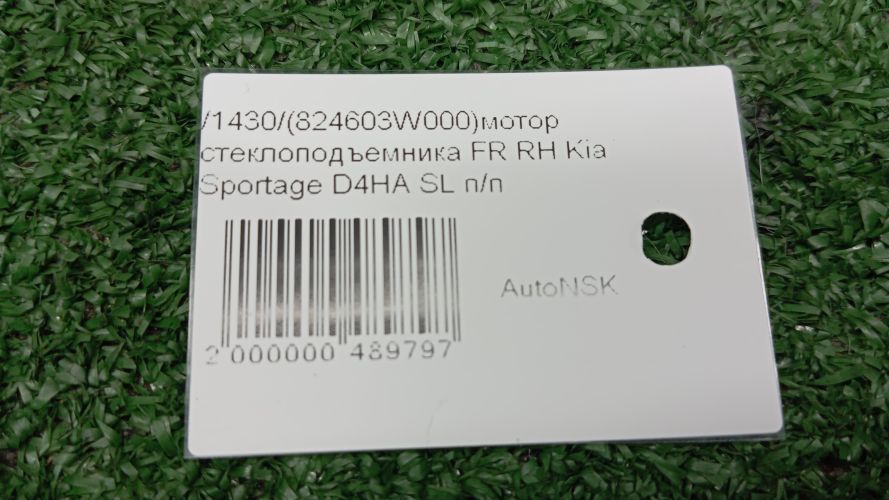 /1430/(824603W000)мотор
стеклоподъемника FR RH Kia
Sportage D4HA SL п/п
AutoNSK
2 000000 489797